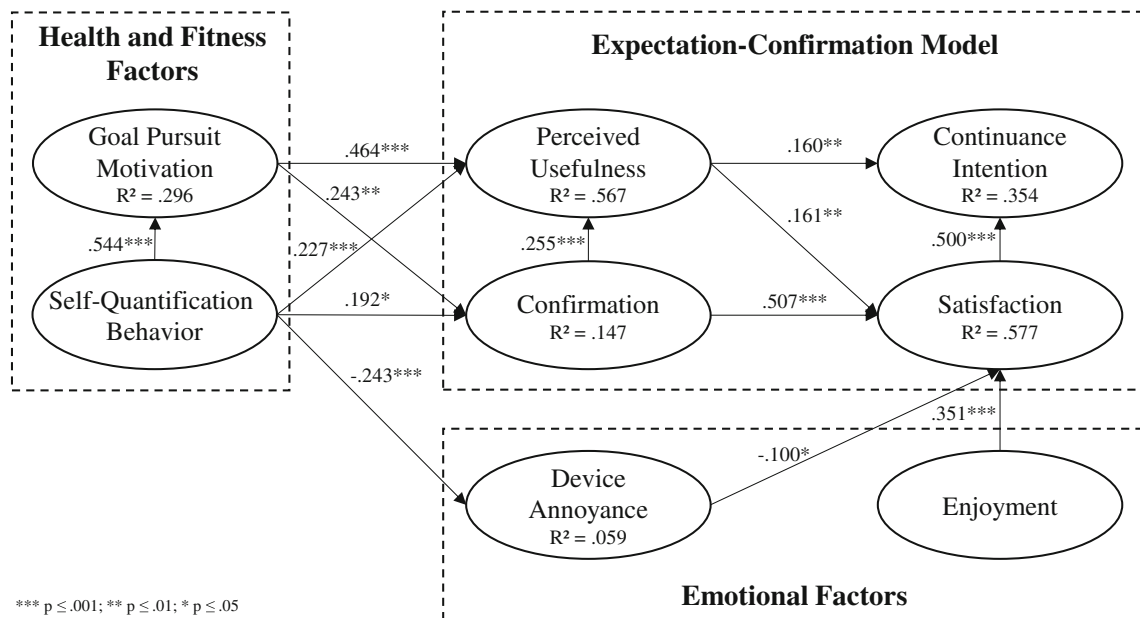 Health and Fitness
Factors
Expectation-Confirmation Model
Goal Pursuit
Motivation
R² = .296
Perceived
Usefulness
R² = .567
Continuance
Intention
R² = .354
.464***
.160**
.243**
.161**
.544***
.227***
.255***
.500***
Self-Quantification
Behavior
.192*
Confirmation
R² = .147
.507***
Satisfaction
R² = .577
-.243***
.351***
-.100*
Device
Annoyance
R² = .059
Enjoyment
Emotional Factors
*** p ≤ .001; ** p ≤ .01; * p ≤ .05